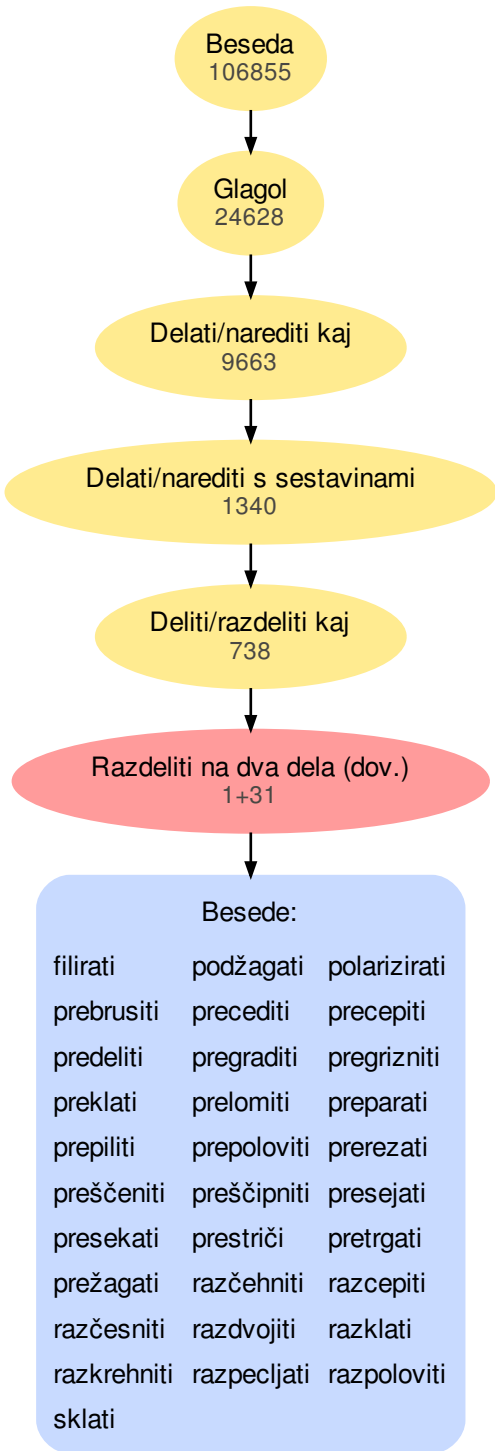 Beseda
106855
Glagol
24628
Delati/narediti kaj
9663
Delati/narediti s sestavinami
1340
Deliti/razdeliti kaj
738
Razdeliti na dva dela (dov.)
1+31
Besede:
filirati podžagati polarizirati
prebrusiti precediti precepiti
predeliti pregraditi pregrizniti
preklati prelomiti preparati
prepiliti prepoloviti prerezati
preščeniti preščipniti presejati
presekati prestriči pretrgati
prežagati razčehniti razcepiti
razčesniti razdvojiti razklati
razkrehniti razpecljati razpoloviti
sklati